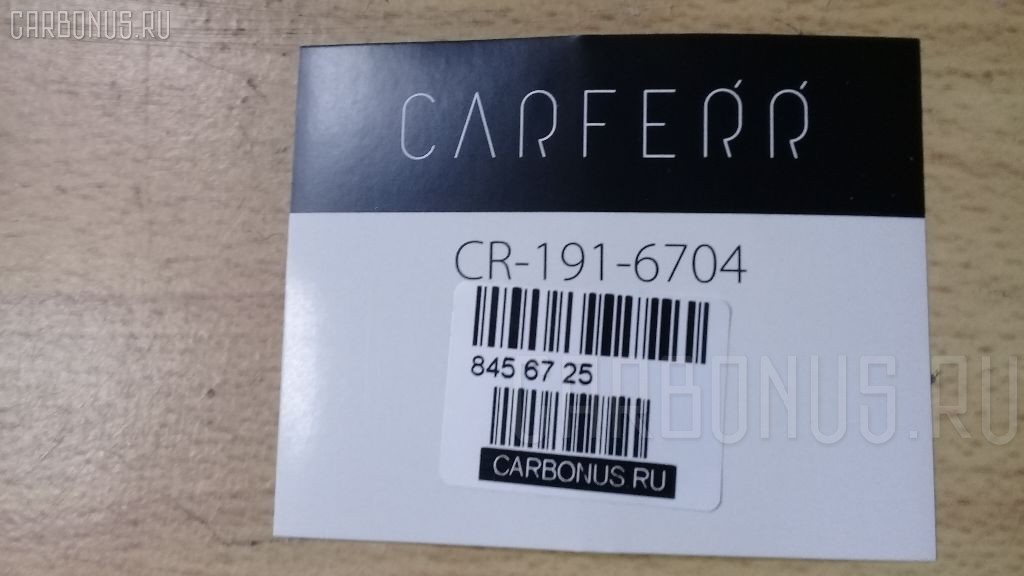 CARBONUS.RU
CARFERR
CR-191-6704
845 67 25
CARBONUS RU
CARBONUS.RU